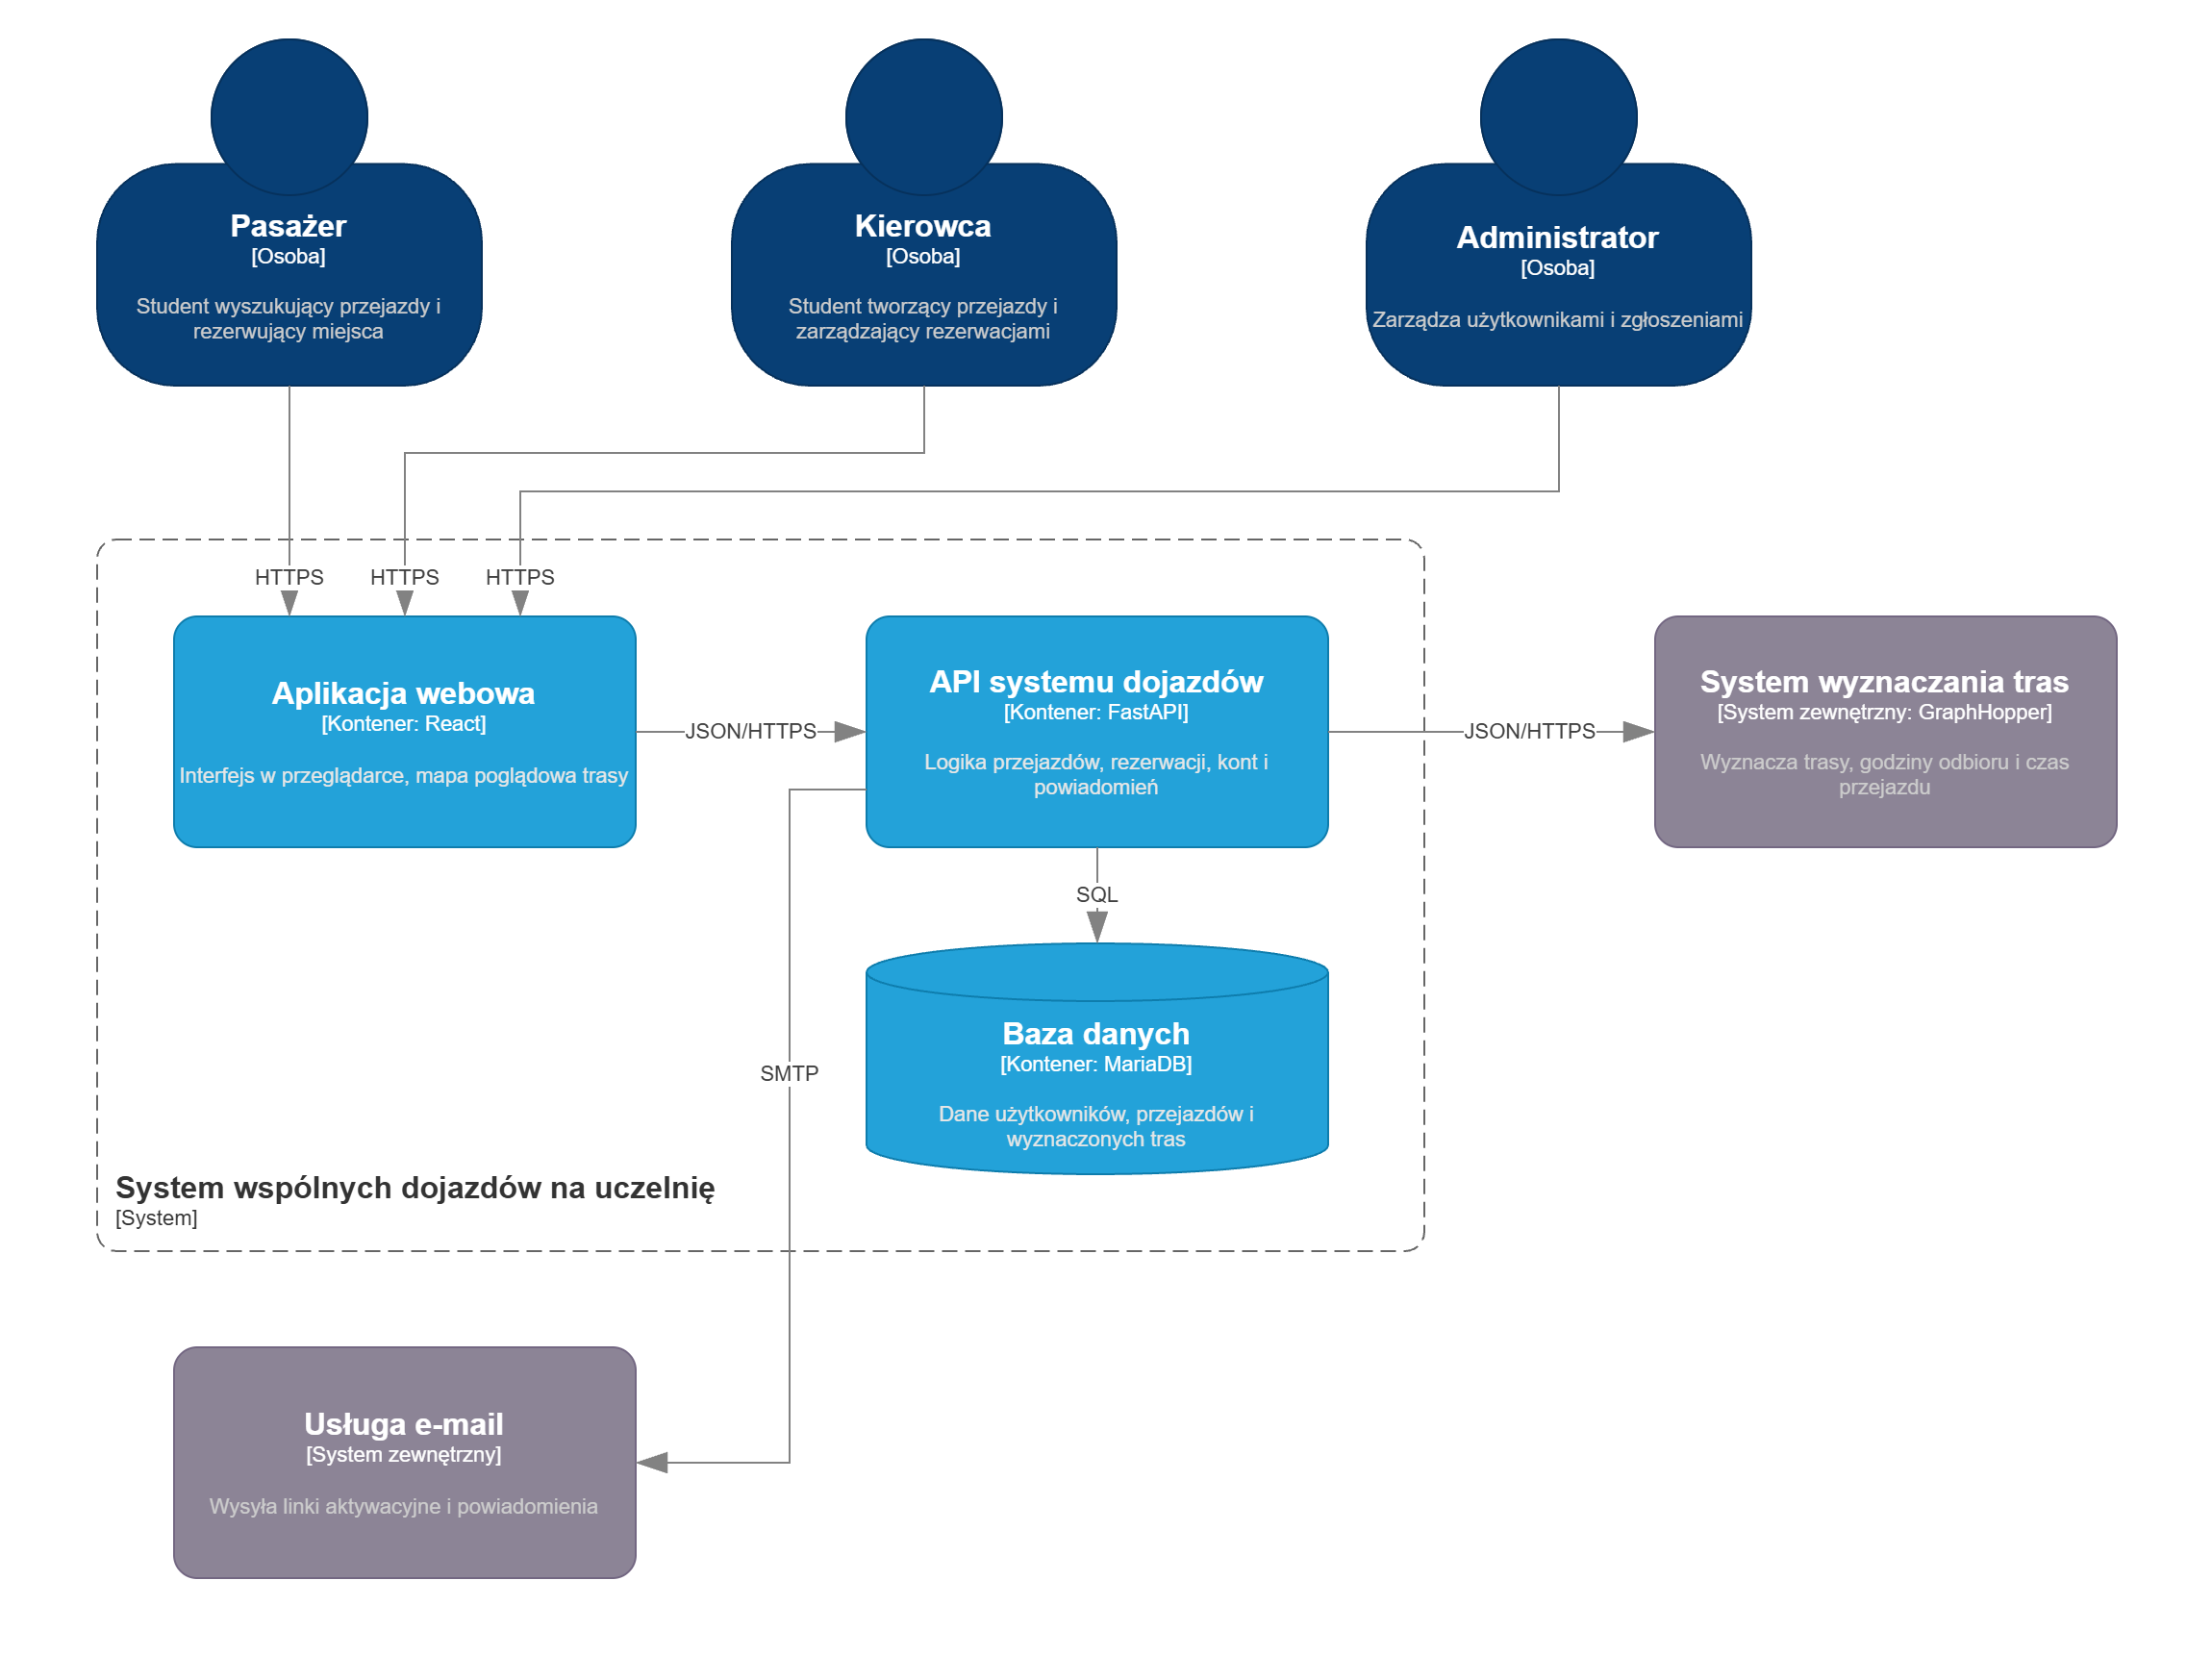 Pasażer
[Osoba]
Student wyszukujący przejazdy i
rezerwujący miejsca
Kierowca
[Osoba]
Student tworzący przejazdy i
zarządzający rezerwacjami
Administrator
[Osoba]
Zarządza użytkownikami i zgłoszeniami
HTTPS
HTTPS
HTTPS
Aplikacja webowa
[Kontener: React]
Interfejs w przeglądarce, mapa poglądowa trasy
JSON/HTTPS
API systemu dojazdów
[Kontener: FastAPI]
Logika przejazdów, rezerwacji, kont i
powiadomień
JSON/HTTPS
System wyznaczania tras
[System zewnętrzny: GraphHopper]
Wyznacza trasy, godziny odbioru i czas
przejazdu
SQL
SMTP
Baza danych
[Kontener: MariaDB]
Dane użytkowników, przejazdów i
wyznaczonych tras
System wspólnych dojazdów na uczelnię
[System]
Usługa e-mail
[System zewnętrzny]
Wysyła linki aktywacyjne i powiadomienia